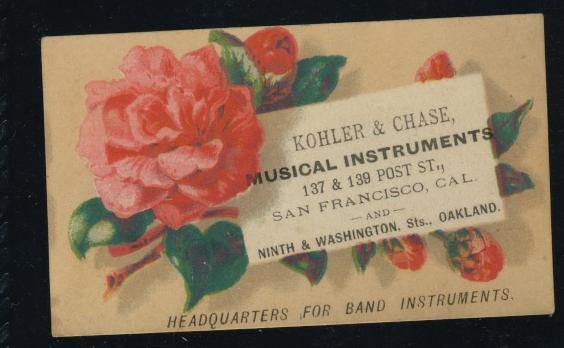 KOHLER & CHASE,
MUSICAL INSTRUMENTS
137 & 139 POST ST.,
SAN FRANCISCO, CAL.
— AND —
NINTH & WASHINGTON. Sts., OAKLAND.
HEADQUARTERS FOR BAND INSTRUMENTS.